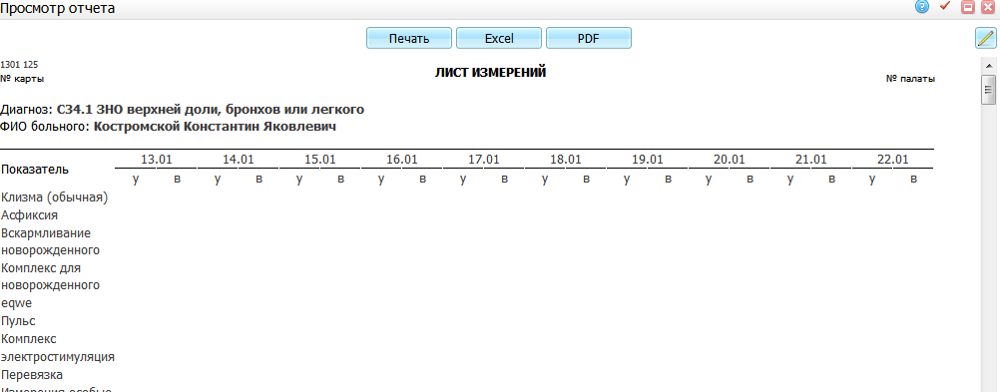 Просмотр отчета
Печать Excel PDF
1301 125
№ карты
ЛИСТ ИЗМЕРЕНИЙ
№ палаты
Диагноз: C34.1 ЗНО верхней доли, бронхов или легкого
ФИО больного: Костромской Константин Яковлевич
Показатель
13.01 14.01 15.01 16.01 17.01 18.01 19.01 20.01 21.01 22.01
у в у в у в у в у в у в у в у в у в у в
Клизма (обычная)
Асфиксия
Вскармливание
новорожденного
Комплекс для
новорожденного
eqwe
Пульс
Комплекс
электростимуляция
Перевязка
Измерения особые